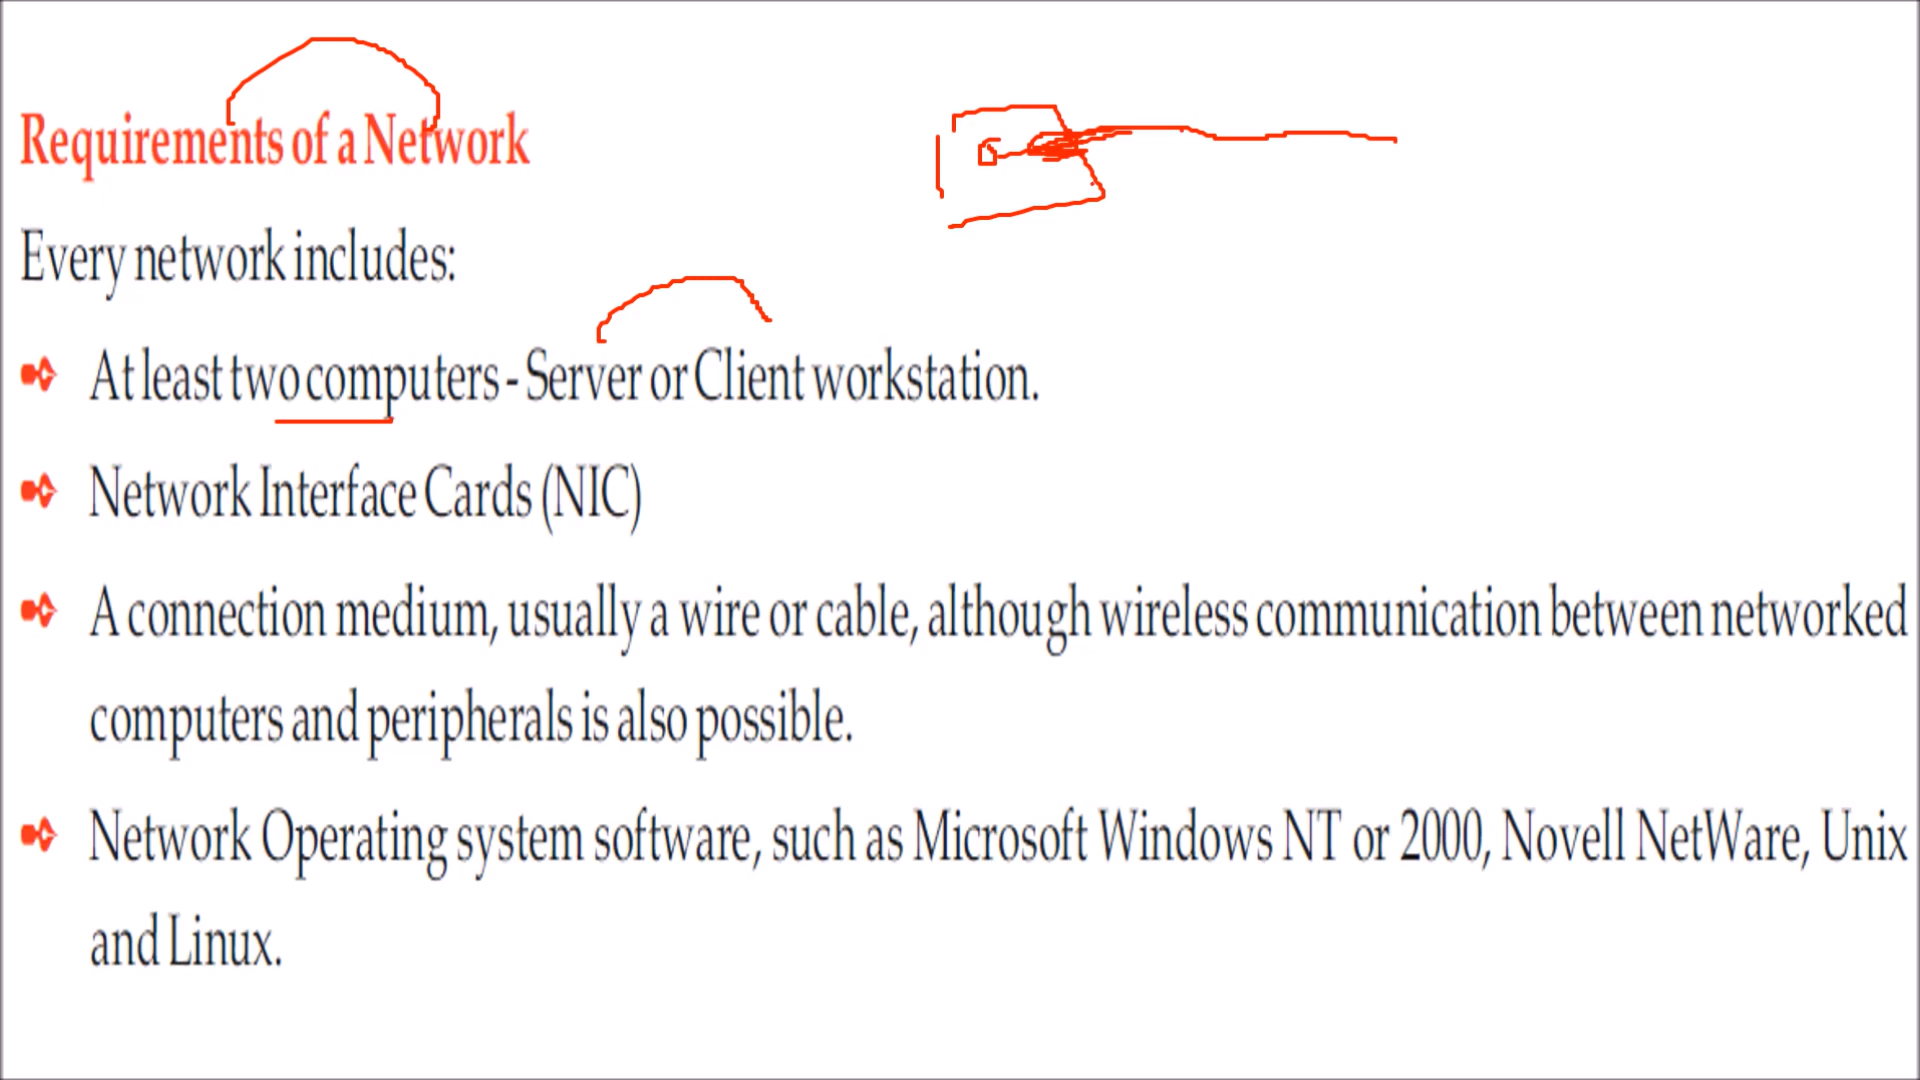 Requirements of a Network
Every network includes:
At least two computers - Server or Client workstation.
Network Interface Cards (NIC)
A connection medium, usually a wire or cable, although wireless communication between networked
computers and peripherals is also possible.
Network Operating system software, such as Microsoft Windows NT or 2000, Novell NetWare, Unix
and Linux.